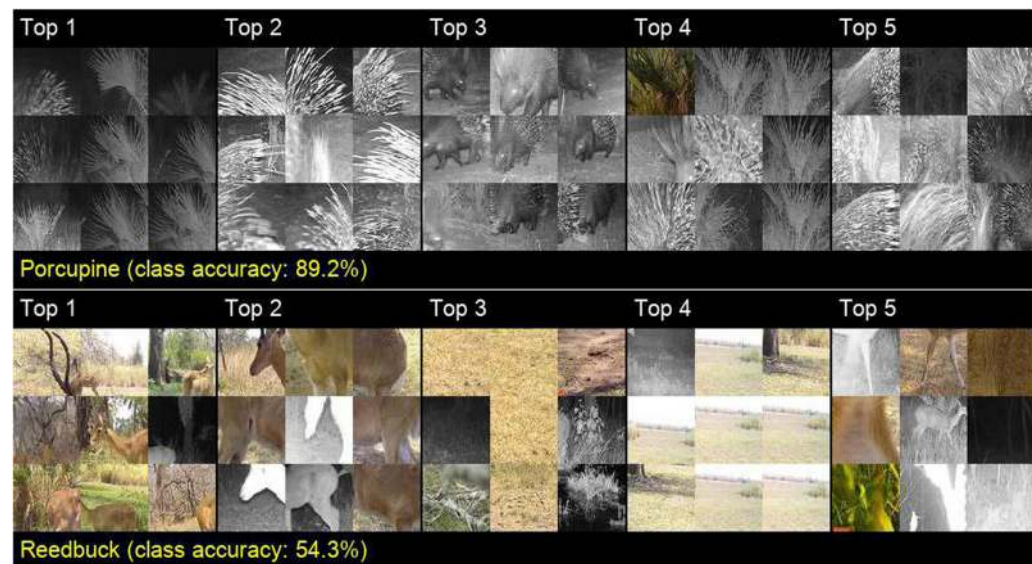 Top 1 Top 2 Top 3 Top 4 Top 5
Porcupine (class accuracy: 89.2%)
Top 1 Top 2 Top 3 Top 4 Top 5
Reedbuck (class accuracy: 54.3%)